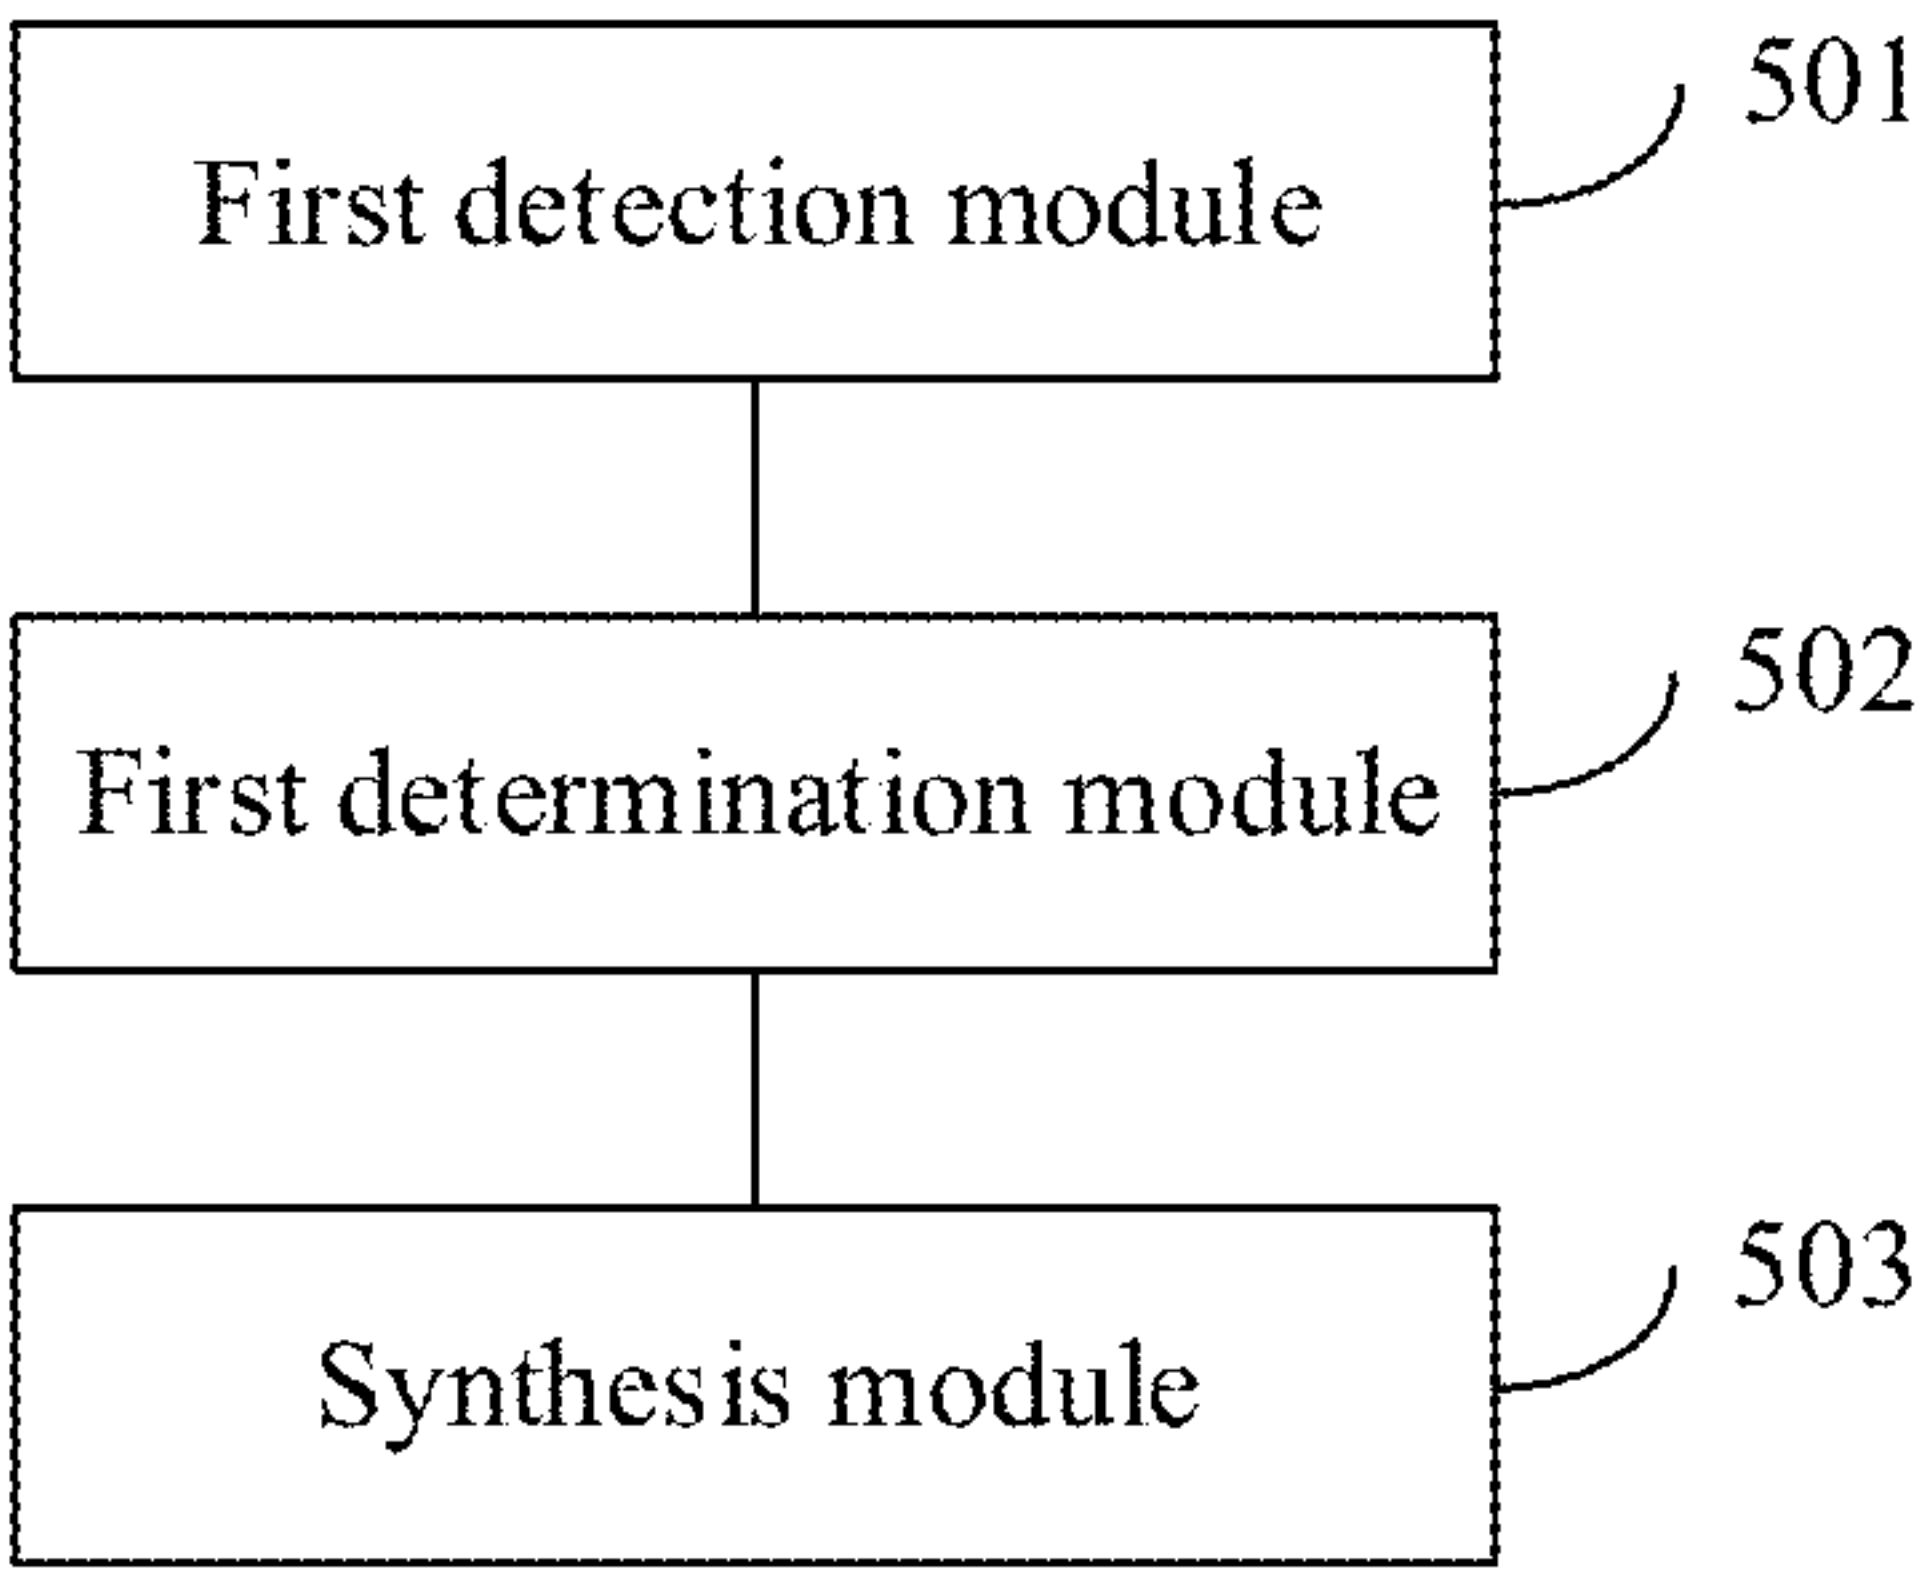 501
First detection module
502
First determination module
503
Synthesis module